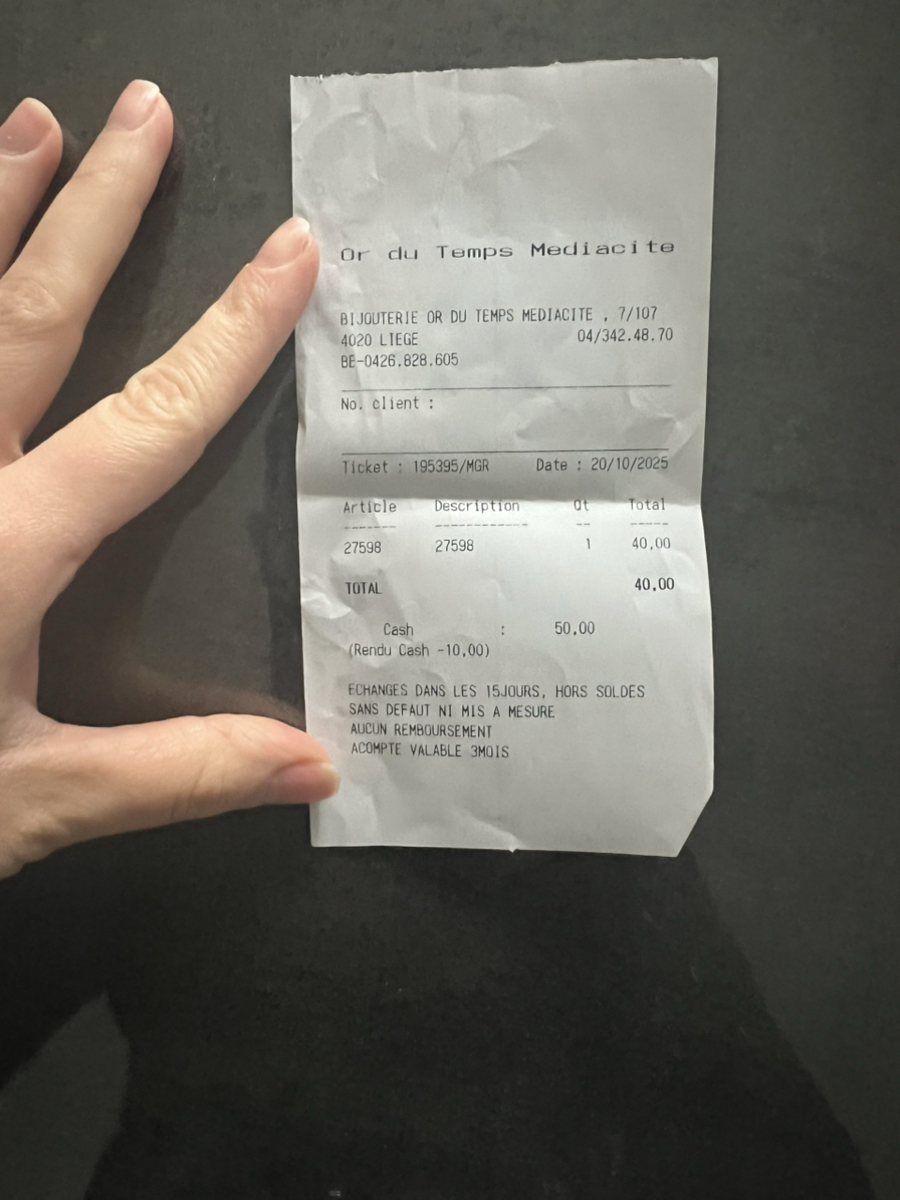 Or du Temps Mediacite
BIJOUTERIE OR DU TEMPS MEDIACITE , 7/107
4020 LIEGE 04/342.48.70
BE-0426.828.605
No. client :
Ticket : 195395/MGR Date : 20/10/2025
Article Description Qt Total
------- ------------- -- -----
27598 27598 1 40,00
TOTAL 40,00
Cash : 50,00
(Rendu Cash -10,00)
ECHANGES DANS LES 15JOURS, HORS SOLDES
SANS DEFAUT NI MIS A MESURE
AUCUN REMBOURSEMENT
ACOMPTE VALABLE 3MOIS